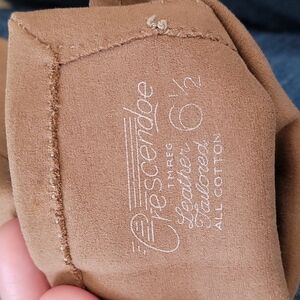 Crescendoe
TMREG
Leather
Tailored
ALL COTTON
6½